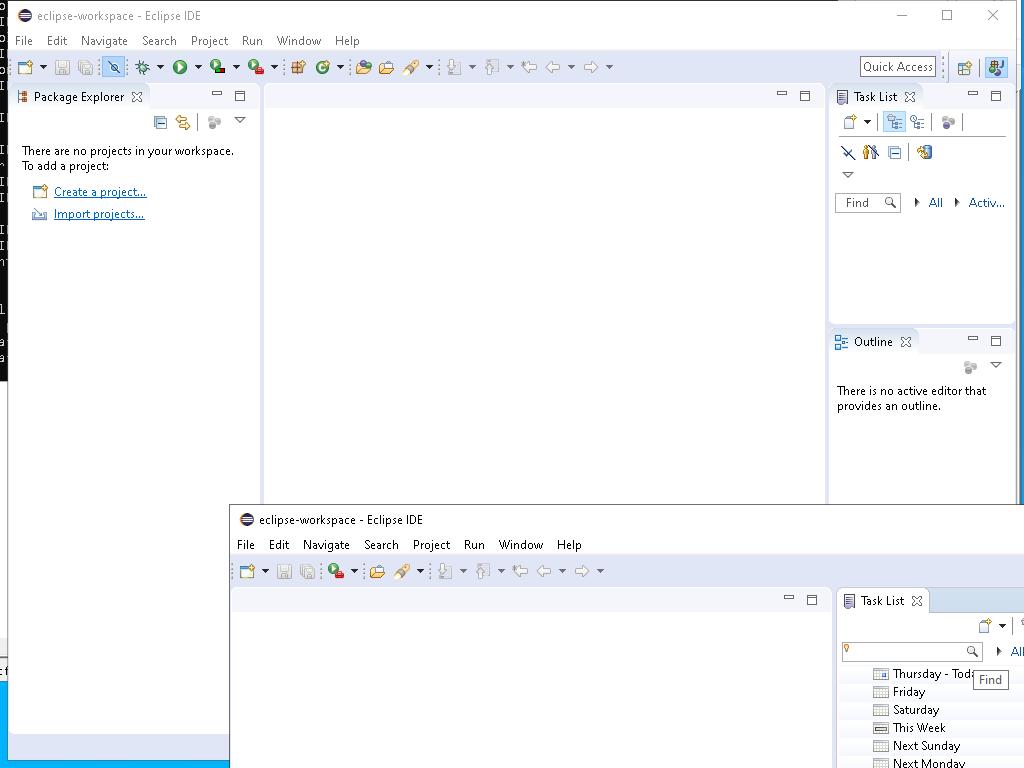 eclipse-workspace - Eclipse IDE
File Edit Navigate Search Project Run Window Help
Quick Access
Package Explorer
Task List
There are no projects in your workspace.
To add a project:
Create a project...
Import projects...
Find
All
Activ...
Outline
There is no active editor that
provides an outline.
eclipse-workspace - Eclipse IDE
File Edit Navigate Search Project Run Window Help
Task List
All
Thursday - Toda
Find
Friday
Saturday
This Week
Next Sunday
Next Monday